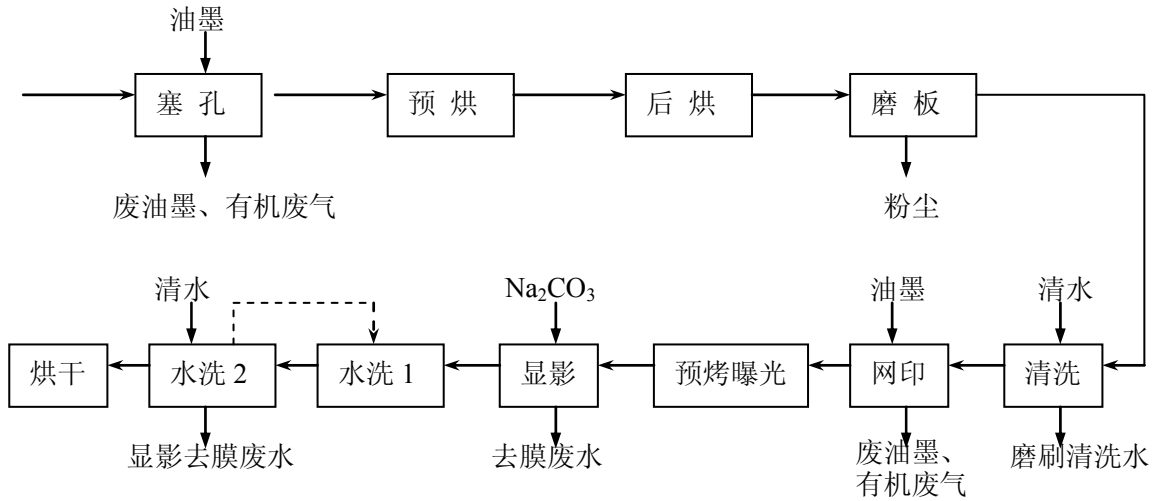 油墨
塞 孔
预 烘
后 烘
磨 板
废油墨、有机废气
粉尘
清水
Na₂CO₃
油墨
清水
烘干
水洗 2
水洗 1
显影
预烤曝光
网印
清洗
显影去膜废水
去膜废水
废油墨、
有机废气
磨刷清洗水